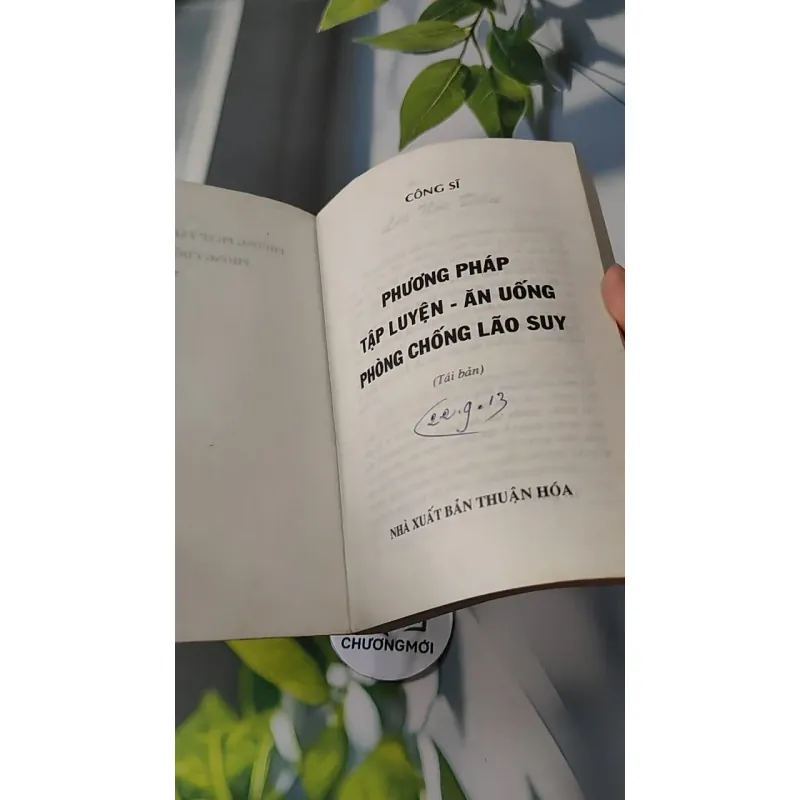 CÔNG SĨ
PHƯƠNG PHÁP
TẬP LUYỆN - ĂN UỐNG
PHÒNG CHỐNG LÃO SUY
(Tái bản)
22.9.13
NHÀ XUẤT BẢN THUẬN HÓA
CHƯƠNGMỚI